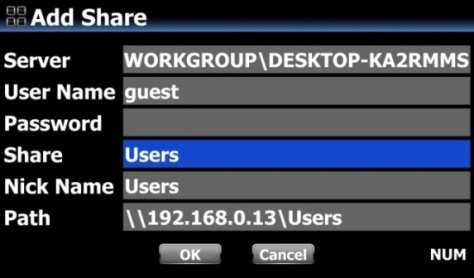 Add Share
Server WORKGROUP\DESKTOP-KA2RMMS
User Name guest
Password
Share Users
Nick Name Users
Path \\192.168.0.13\Users
OK Cancel NUM